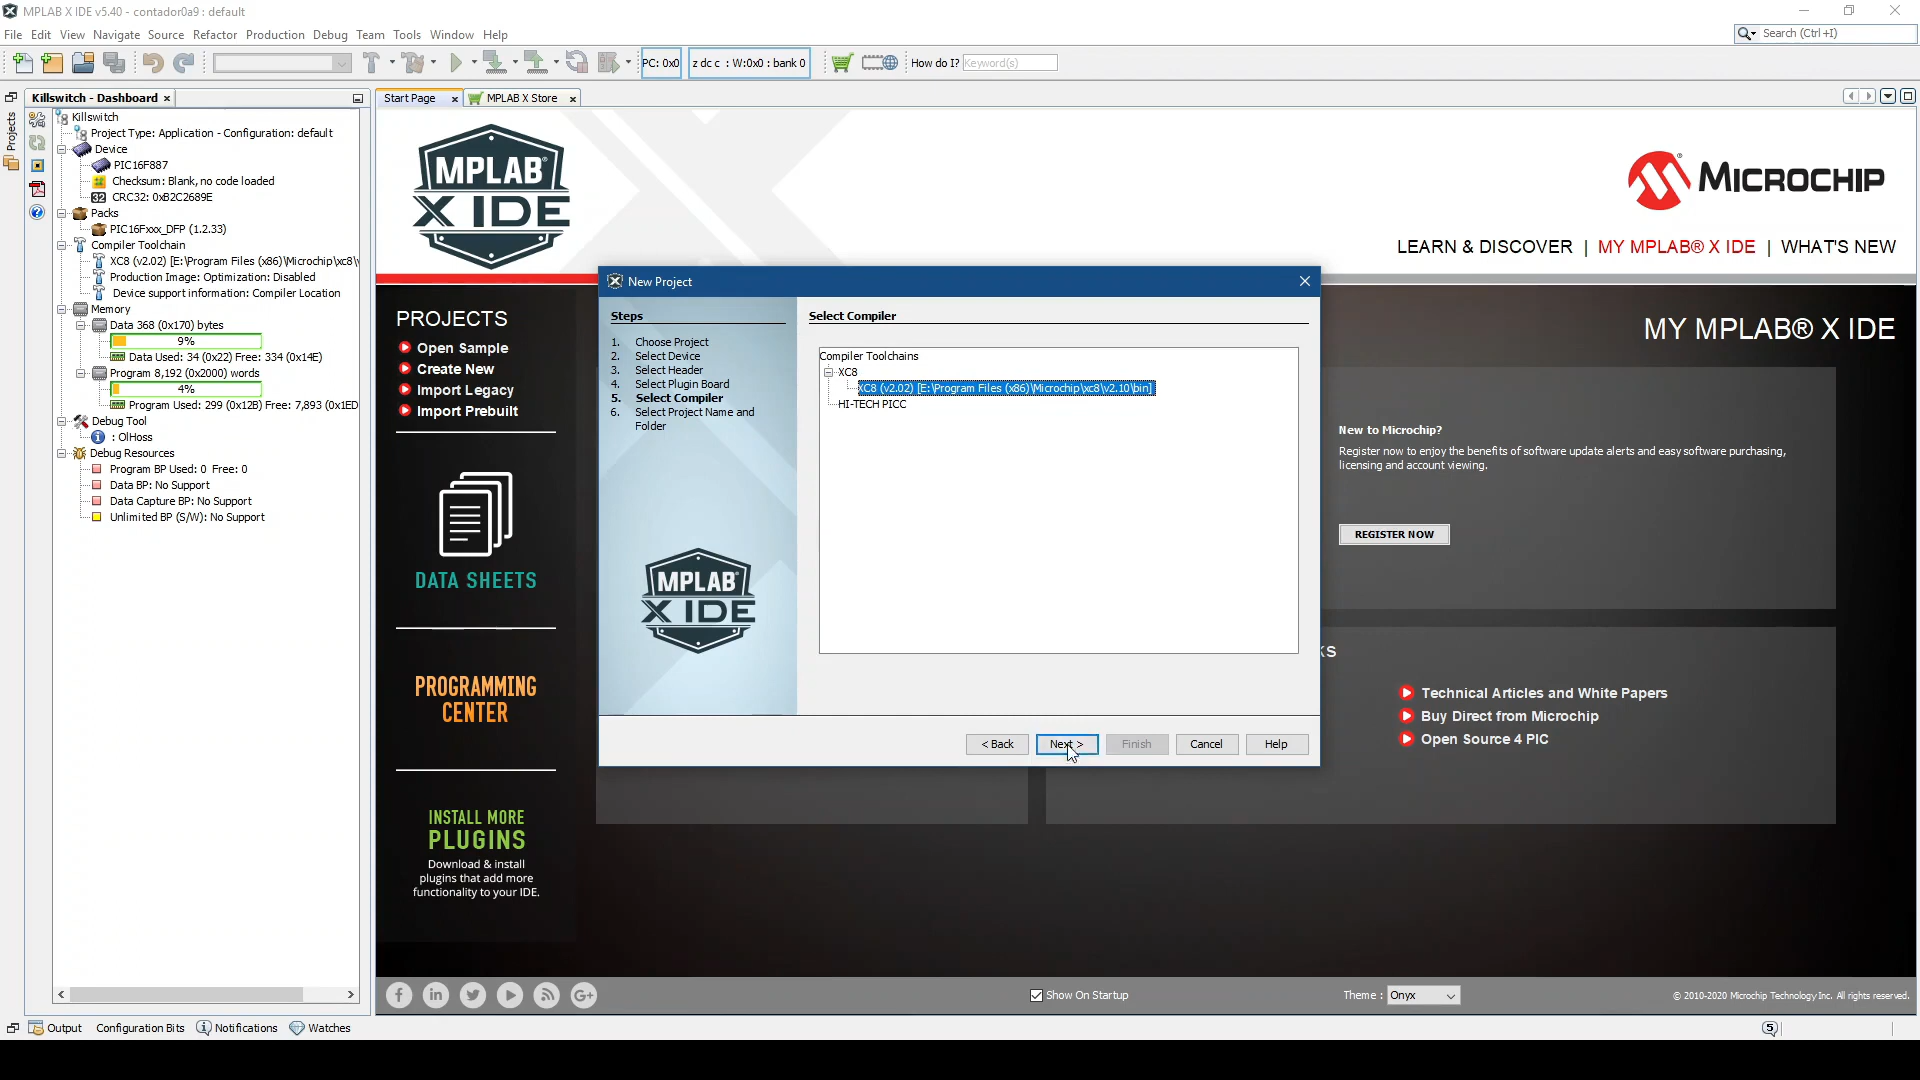 MPLAB X IDE v5.40 - contador0a9 : default
File Edit View Navigate Source Refactor Production Debug Team Tools Window Help
Search (Ctrl+I)
PC: 0x0
z dc c : W:0x0 : bank 0
How do I?
Keyword(s)
Projects
Killswitch - Dashboard ×
Killswitch
Project Type: Application - Configuration: default
Device
PIC16F887
Checksum: Blank, no code loaded
32 CRC32: 0xB2C2689E
Packs
PIC16Fxxx_DFP (1.2.33)
Compiler Toolchain
XC8 (v2.02) [E:\Program Files (x86)\Microchip\xc8\
Production Image: Optimization: Disabled
Device support information: Compiler Location
Memory
Data 368 (0x170) bytes
9%
Data Used: 34 (0x22) Free: 334 (0x14E)
Program 8,192 (0x2000) words
4%
Program Used: 299 (0x12B) Free: 7,893 (0x1ED
Debug Tool
: OlHoss
Debug Resources
Program BP Used: 0 Free: 0
Data BP: No Support
Data Capture BP: No Support
Unlimited BP (S/W): No Support
Start Page
MPLAB X Store
MPLAB®
X IDE
MICROCHIP
LEARN & DISCOVER | MY MPLAB® X IDE | WHAT'S NEW
PROJECTS
Open Sample
Create New
Import Legacy
Import Prebuilt
DATA SHEETS
PROGRAMMING
CENTER
INSTALL MORE
PLUGINS
Download & install
plugins that add more
functionality to your IDE.
New Project
Steps
1. Choose Project
2. Select Device
3. Select Header
4. Select Plugin Board
5. Select Compiler
6. Select Project Name and
Folder
MPLAB®
X IDE
Select Compiler
Compiler Toolchains
XC8
XC8 (v2.02) [E:\Program Files (x86)\Microchip\xc8\v2.10\bin]
HI-TECH PICC
< Back
Next >
Finish
Cancel
Help
MY MPLAB® X IDE
New to Microchip?
Register now to enjoy the benefits of software update alerts and easy software purchasing,
licensing and account viewing.
REGISTER NOW
KS
Technical Articles and White Papers
Buy Direct from Microchip
Open Source 4 PIC
Show On Startup
Theme : Onyx
© 2010-2020 Microchip Technology Inc. All rights reserved.
Output
Configuration Bits
Notifications
Watches
5